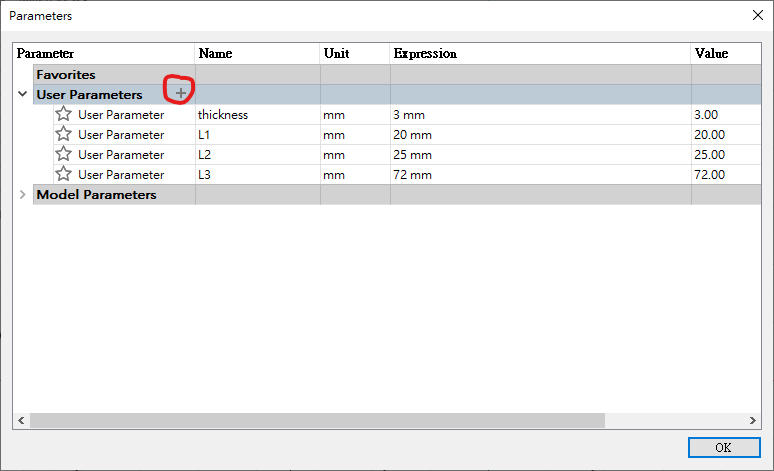 Parameters
Parameter Name Unit Expression Value
Favorites
User Parameters +
User Parameter thickness mm 3 mm 3.00
User Parameter L1 mm 20 mm 20.00
User Parameter L2 mm 25 mm 25.00
User Parameter L3 mm 72 mm 72.00
Model Parameters
OK